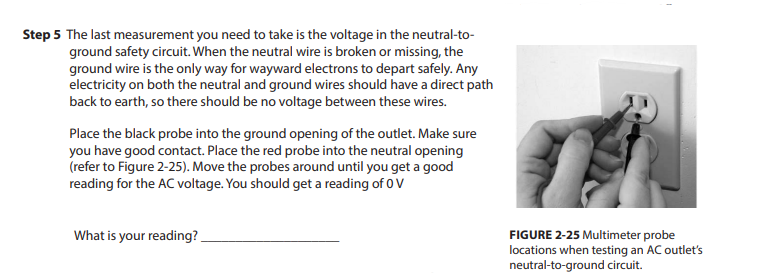 Step 5 The last measurement you need to take is the voltage in the neutral-to-
ground safety circuit. When the neutral wire is broken or missing, the
ground wire is the only way for wayward electrons to depart safely. Any
electricity on both the neutral and ground wires should have a direct path
back to earth, so there should be no voltage between these wires.
Place the black probe into the ground opening of the outlet. Make sure
you have good contact. Place the red probe into the neutral opening
(refer to Figure 2-25). Move the probes around until you get a good
reading for the AC voltage. You should get a reading of 0 V
What is your reading? ____________________
FIGURE 2-25 Multimeter probe
locations when testing an AC outlet's
neutral-to-ground circuit.